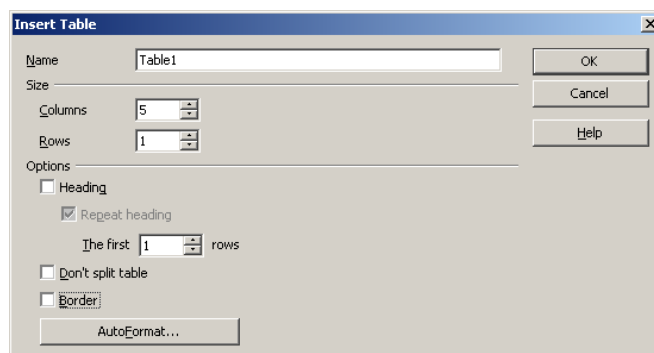 Insert Table
Name Table1 OK
Size
Cancel
Columns 5
Rows 1 Help
Options
Heading
Repeat heading
The first 1 rows
Don't split table
Border
AutoFormat...